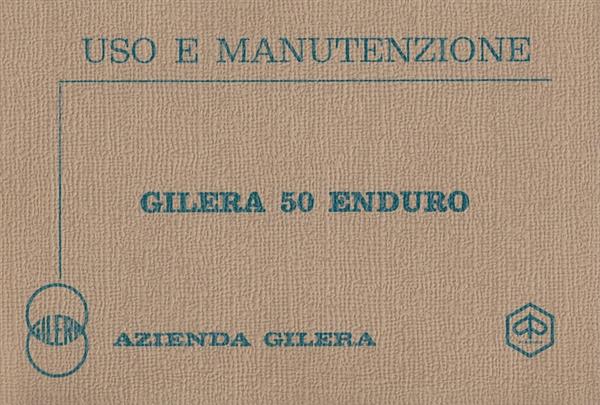 USO E MANUTENZIONE
GILERA 50 ENDURO
GILERA
AZIENDA GILERA